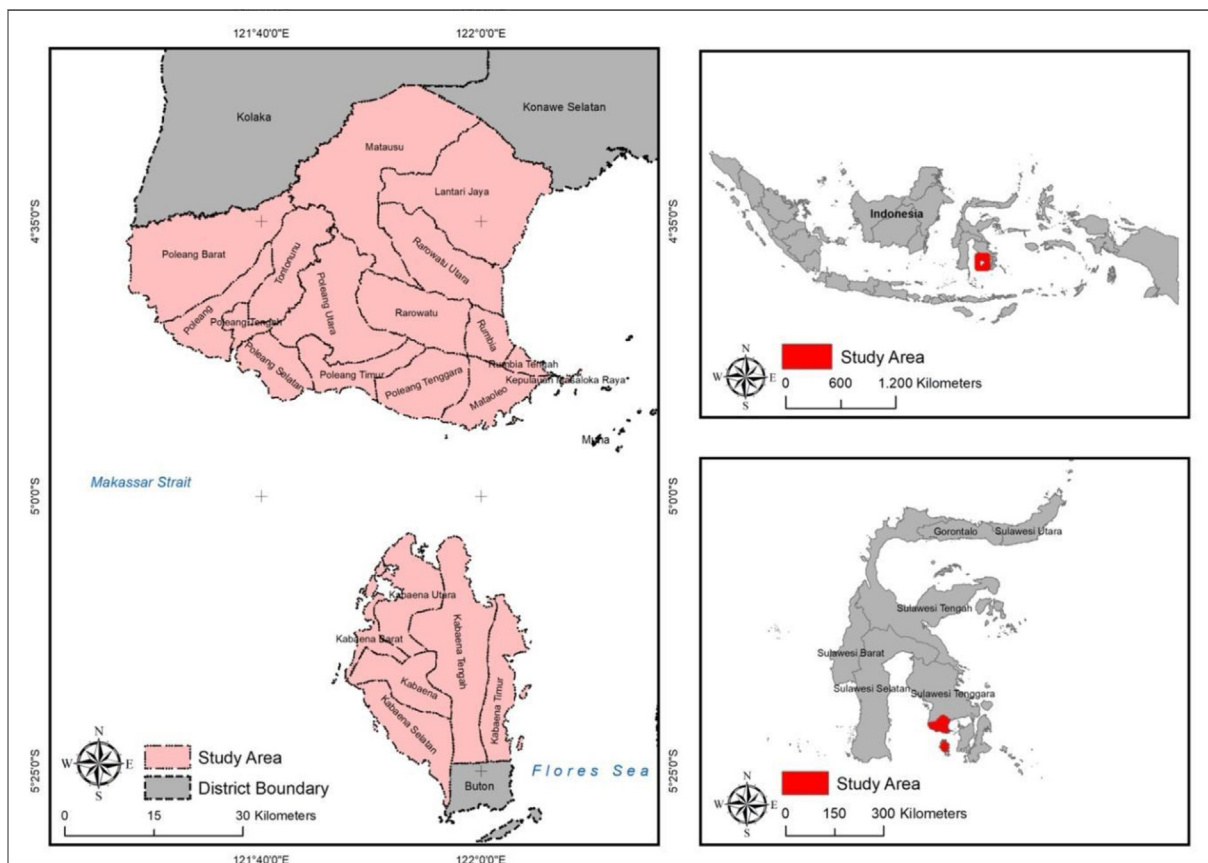 121°40'0"E
122°0'0"E
Kolaka
Konawe Selatan
Matausu
Lantari Jaya
4°35'0"S
4°35'0"S
Poleang Barat
Tontonunu
Rarowatu Utara
Poleang Utara
Poleang
Poleang Tengah
Rarowatu
Rumbia
Poleang Selatan
Poleang Timur
Poleang Tenggara
Rumbia Tengah
Kepulauan Masaloka Raya
Mataoleo
Muna
Makassar Strait
5°0'0"S
5°0'0"S
Kabaena Utara
Kabaena Barat
Kabaena Tengah
Kabaena
Kabaena Timur
Kabaena Selatan
N
W E
S
Study Area
District Boundary
Flores Sea
Buton
5°25'0"S
5°25'0"S
0 15 30 Kilometers
121°40'0"E
122°0'0"E
Indonesia
N
W E
S
Study Area
0 600 1.200 Kilometers
Gorontalo
Sulawesi Utara
Sulawesi Tengah
Sulawesi Barat
Sulawesi Selatan
Sulawesi Tenggara
N
W E
S
Study Area
0 150 300 Kilometers